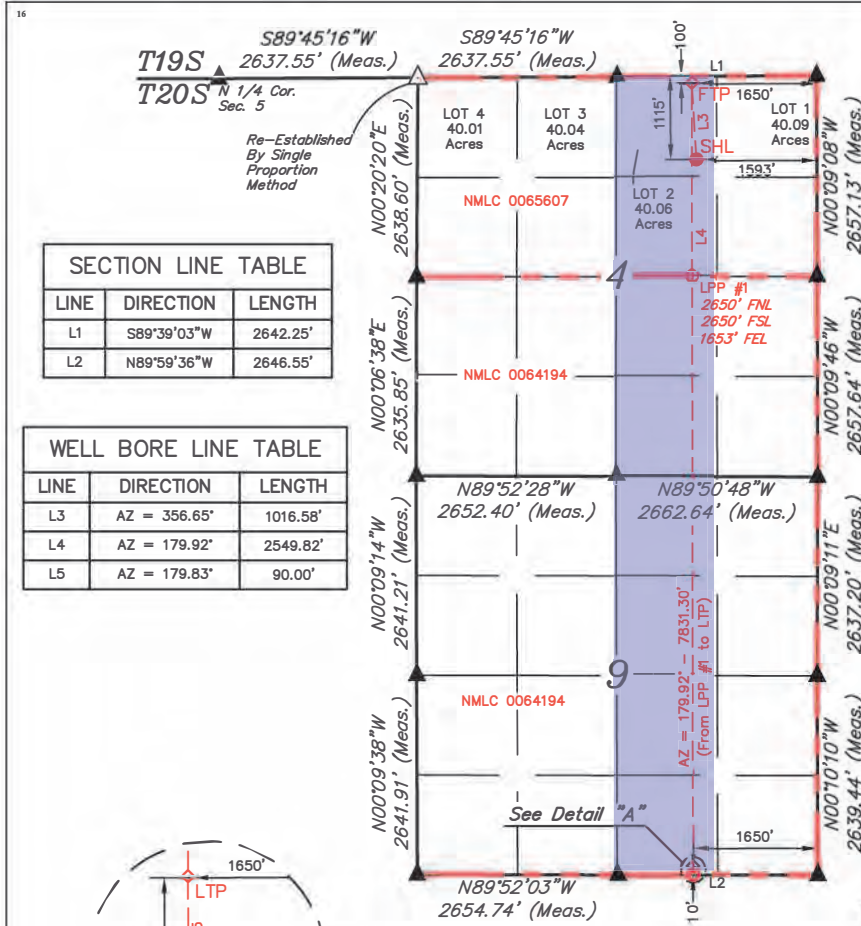 16
S89°45'16"W
2637.55' (Meas.)
S89°45'16"W
2637.55' (Meas.)
100'
L1
T19S
T20S
N 1/4 Cor.
Sec. 5
Re-Established
By Single
Proportion
Method
LOT 4
40.01
Acres
LOT 3
40.04
Acres
LOT 2
40.06
Acres
LOT 1
40.09
Acres
FTP
1650'
1115'
L3
SHL
1593'
L4
N00°20'20"E
2638.60' (Meas.)
N00°09'08"W
2657.13' (Meas.)
NMLC 0065607
4
LPP #1
2650' FNL
2650' FSL
1653' FEL
SECTION LINE TABLE
LINE DIRECTION LENGTH
L1 S89°39'03"W 2642.25'
L2 N89°59'36"W 2646.55'
N00°06'38"E
2635.85' (Meas.)
NMLC 0064194
N00°09'46"W
2657.64' (Meas.)
WELL BORE LINE TABLE
LINE DIRECTION LENGTH
L3 AZ = 356.65° 1016.58'
L4 AZ = 179.92° 2549.82'
L5 AZ = 179.83° 90.00'
N89°52'28"W
2652.40' (Meas.)
N89°50'48"W
2662.64' (Meas.)
N00°09'14"W
2641.21' (Meas.)
N00°09'11"E
2637.20' (Meas.)
AZ = 179.92° - 7831.30'
(From LPP #1 to LTP)
9
NMLC 0064194
N00°09'38"W
2641.91' (Meas.)
N00°10'10"W
2639.44' (Meas.)
See Detail "A"
1650'
L2
N89°52'03"W
2654.74' (Meas.)
1650'
LTP